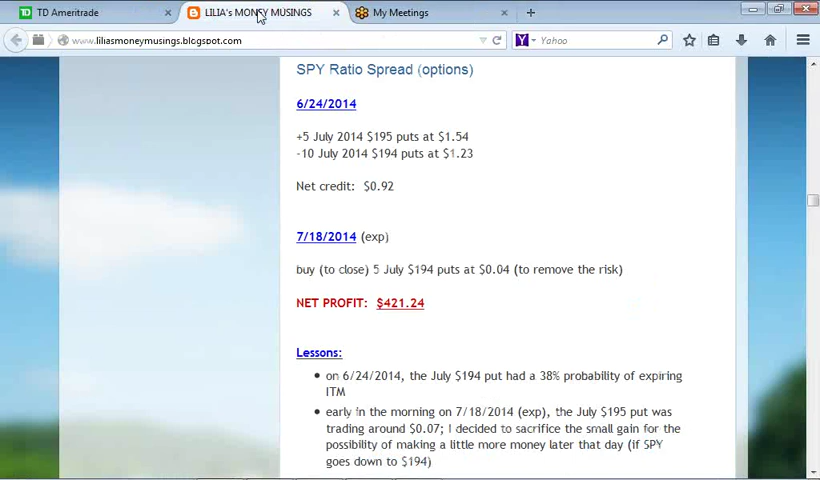 TD Ameritrade
LILIA's MONEY MUSINGS
My Meetings
www.liliasmoneymusings.blogspot.com
Yahoo
SPY Ratio Spread (options)
6/24/2014
+5 July 2014 $195 puts at $1.54
-10 July 2014 $194 puts at $1.23
Net credit: $0.92
7/18/2014 (exp)
buy (to close) 5 July $194 puts at $0.04 (to remove the risk)
NET PROFIT: $421.24
Lessons:
on 6/24/2014, the July $194 put had a 38% probability of expiring
ITM
early in the morning on 7/18/2014 (exp), the July $195 put was
trading around $0.07; I decided to sacrifice the small gain for the
possibility of making a little more money later that day (if SPY
goes down to $194)